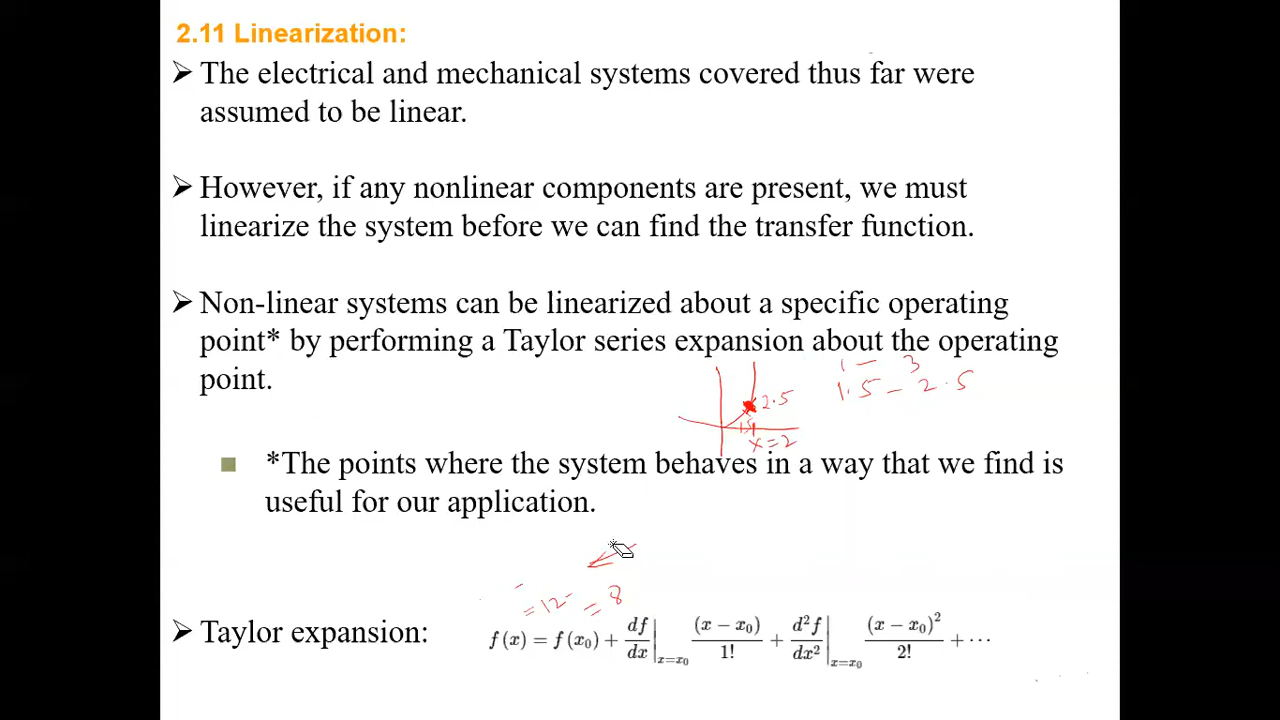 2.11 Linearization:
➢ The electrical and mechanical systems covered thus far were
assumed to be linear.
➢ However, if any nonlinear components are present, we must
linearize the system before we can find the transfer function.
➢ Non-linear systems can be linearized about a specific operating
point* by performing a Taylor series expansion about the operating
point.
1 – 3
1.5 – 2.5
2.5
1.5
x=2
*The points where the system behaves in a way that we find is
useful for our application.
=12 = 8
➢ Taylor expansion: f(x) = f(x₀) + df/dx|ₓ₌ₓ₀ (x − x₀)/1! + d²f/dx²|ₓ₌ₓ₀ (x − x₀)²/2! + ⋯